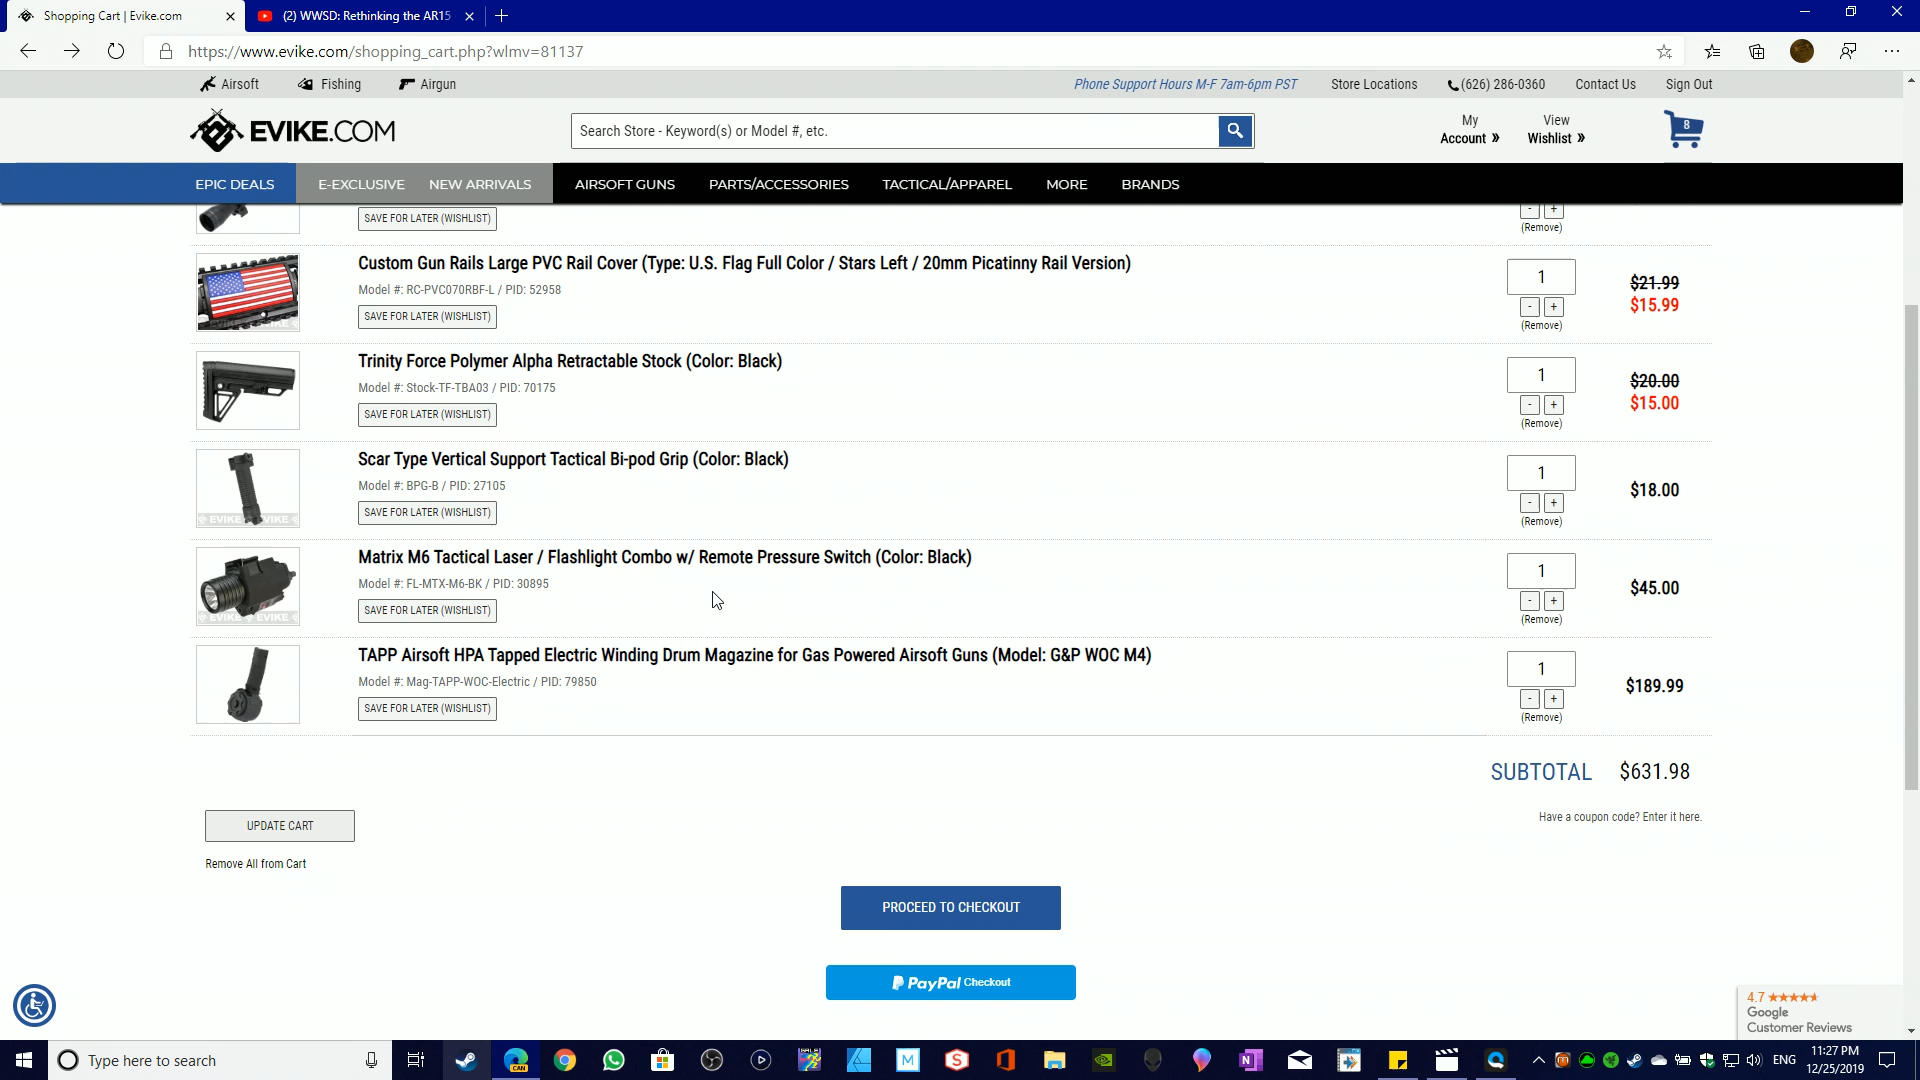 Shopping Cart | Evike.com
(2) WWSD: Rethinking the AR15
https://www.evike.com/shopping_cart.php?wlmv=81137
Airsoft Fishing Airgun Phone Support Hours M-F 7am-6pm PST Store Locations (626) 286-0360 Contact Us Sign Out
EVIKE.COM
Search Store - Keyword(s) or Model #, etc.
My Account »
View Wishlist »
8
EPIC DEALS E-EXCLUSIVE NEW ARRIVALS AIRSOFT GUNS PARTS/ACCESSORIES TACTICAL/APPAREL MORE BRANDS
SAVE FOR LATER (WISHLIST)
- +
(Remove)
Custom Gun Rails Large PVC Rail Cover (Type: U.S. Flag Full Color / Stars Left / 20mm Picatinny Rail Version)
Model #: RC-PVC070RBF-L / PID: 52958
SAVE FOR LATER (WISHLIST)
1
- +
(Remove)
$21.99
$15.99
Trinity Force Polymer Alpha Retractable Stock (Color: Black)
Model #: Stock-TF-TBA03 / PID: 70175
SAVE FOR LATER (WISHLIST)
1
- +
(Remove)
$20.00
$15.00
Scar Type Vertical Support Tactical Bi-pod Grip (Color: Black)
Model #: BPG-B / PID: 27105
SAVE FOR LATER (WISHLIST)
EVIKE EVIKE
1
- +
(Remove)
$18.00
Matrix M6 Tactical Laser / Flashlight Combo w/ Remote Pressure Switch (Color: Black)
Model #: FL-MTX-M6-BK / PID: 30895
SAVE FOR LATER (WISHLIST)
EVIKE EVIKE
1
- +
(Remove)
$45.00
TAPP Airsoft HPA Tapped Electric Winding Drum Magazine for Gas Powered Airsoft Guns (Model: G&P WOC M4)
Model #: Mag-TAPP-WOC-Electric / PID: 79850
SAVE FOR LATER (WISHLIST)
1
- +
(Remove)
$189.99
SUBTOTAL $631.98
Have a coupon code? Enter it here.
UPDATE CART
Remove All from Cart
PROCEED TO CHECKOUT
PayPal Checkout
4.7
Google
Customer Reviews
Type here to search
CAN
M
S
ENG
11:27 PM
12/25/2019